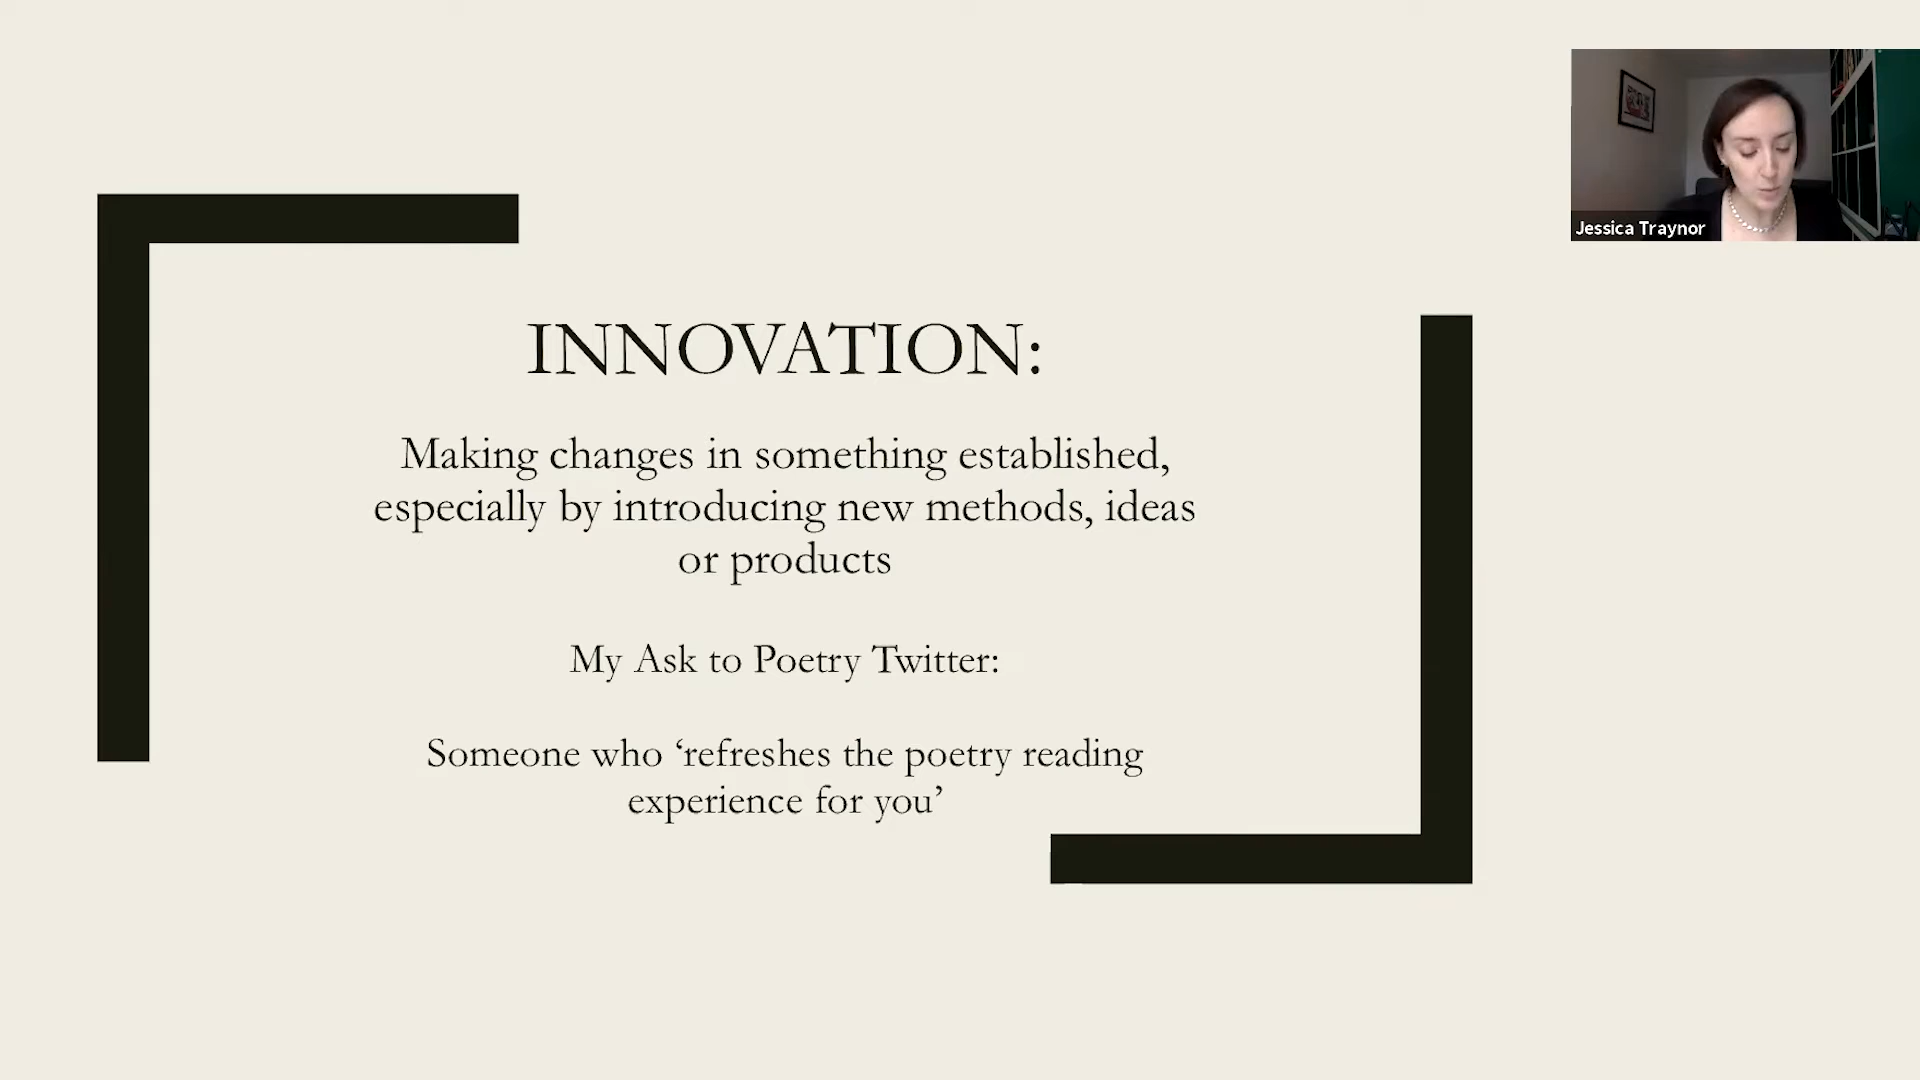 INNOVATION:
Making changes in something established,
especially by introducing new methods, ideas
or products
My Ask to Poetry Twitter:
Someone who ‘refreshes the poetry reading
experience for you’
Jessica Traynor